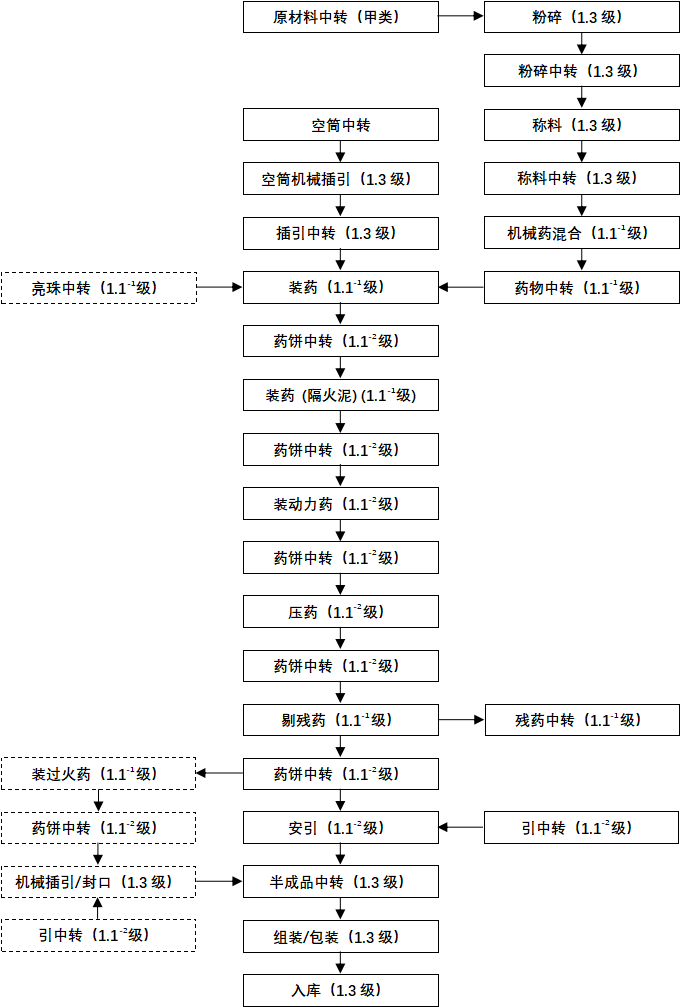 原材料中转（甲类）
粉碎（1.3 级）
粉碎中转（1.3 级）
空筒中转
称料（1.3 级）
空筒机械插引（1.3 级）
称料中转（1.3 级）
插引中转（1.3 级）
机械药混合（1.1⁻¹级）
亮珠中转（1.1⁻¹级）
装药（1.1⁻¹级）
药物中转（1.1⁻¹级）
药饼中转（1.1⁻²级）
装药（隔火泥）（1.1⁻¹级）
药饼中转（1.1⁻²级）
装动力药（1.1⁻²级）
药饼中转（1.1⁻²级）
压药（1.1⁻²级）
药饼中转（1.1⁻²级）
剔残药（1.1⁻¹级）
残药中转（1.1⁻¹级）
装过火药（1.1⁻¹级）
药饼中转（1.1⁻²级）
药饼中转（1.1⁻²级）
安引（1.1⁻²级）
引中转（1.1⁻²级）
机械插引/封口（1.3 级）
半成品中转（1.3 级）
引中转（1.1⁻²级）
组装/包装（1.3 级）
入库（1.3 级）